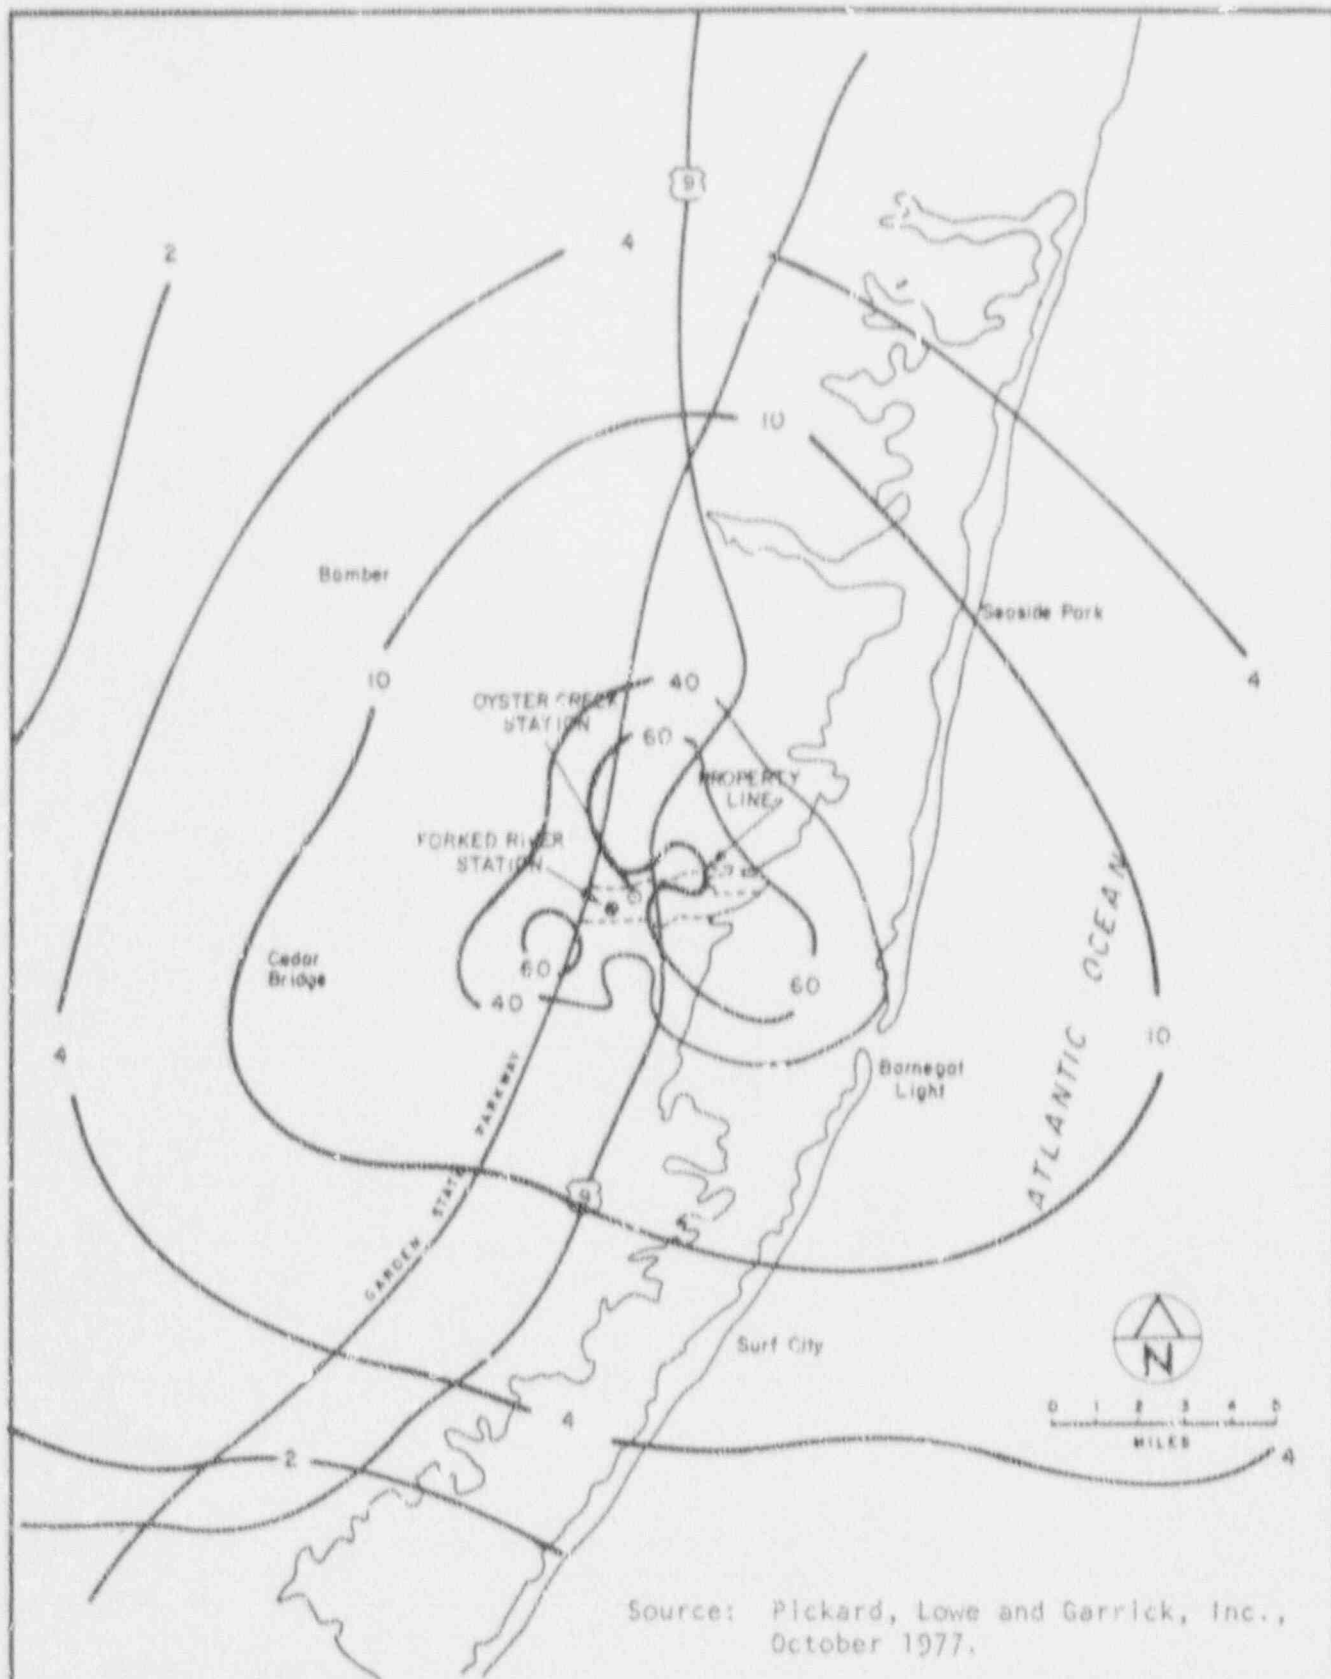 9
2
4
10
Bomber
Seaside Park
10
4
40
OYSTER CREEK
STATION
60
PROPERTY
LINE
FORKED RIVER
STATION
Cedar
Bridge
60
60
40
ATLANTIC OCEAN
10
4
Barnegat
Light
GARDEN STATE PARKWAY
9
Surf City
N
0 1 2 3 4 5
MILES
4
2
4
Source: Pickard, Lowe and Garrick, Inc.,
October 1977.